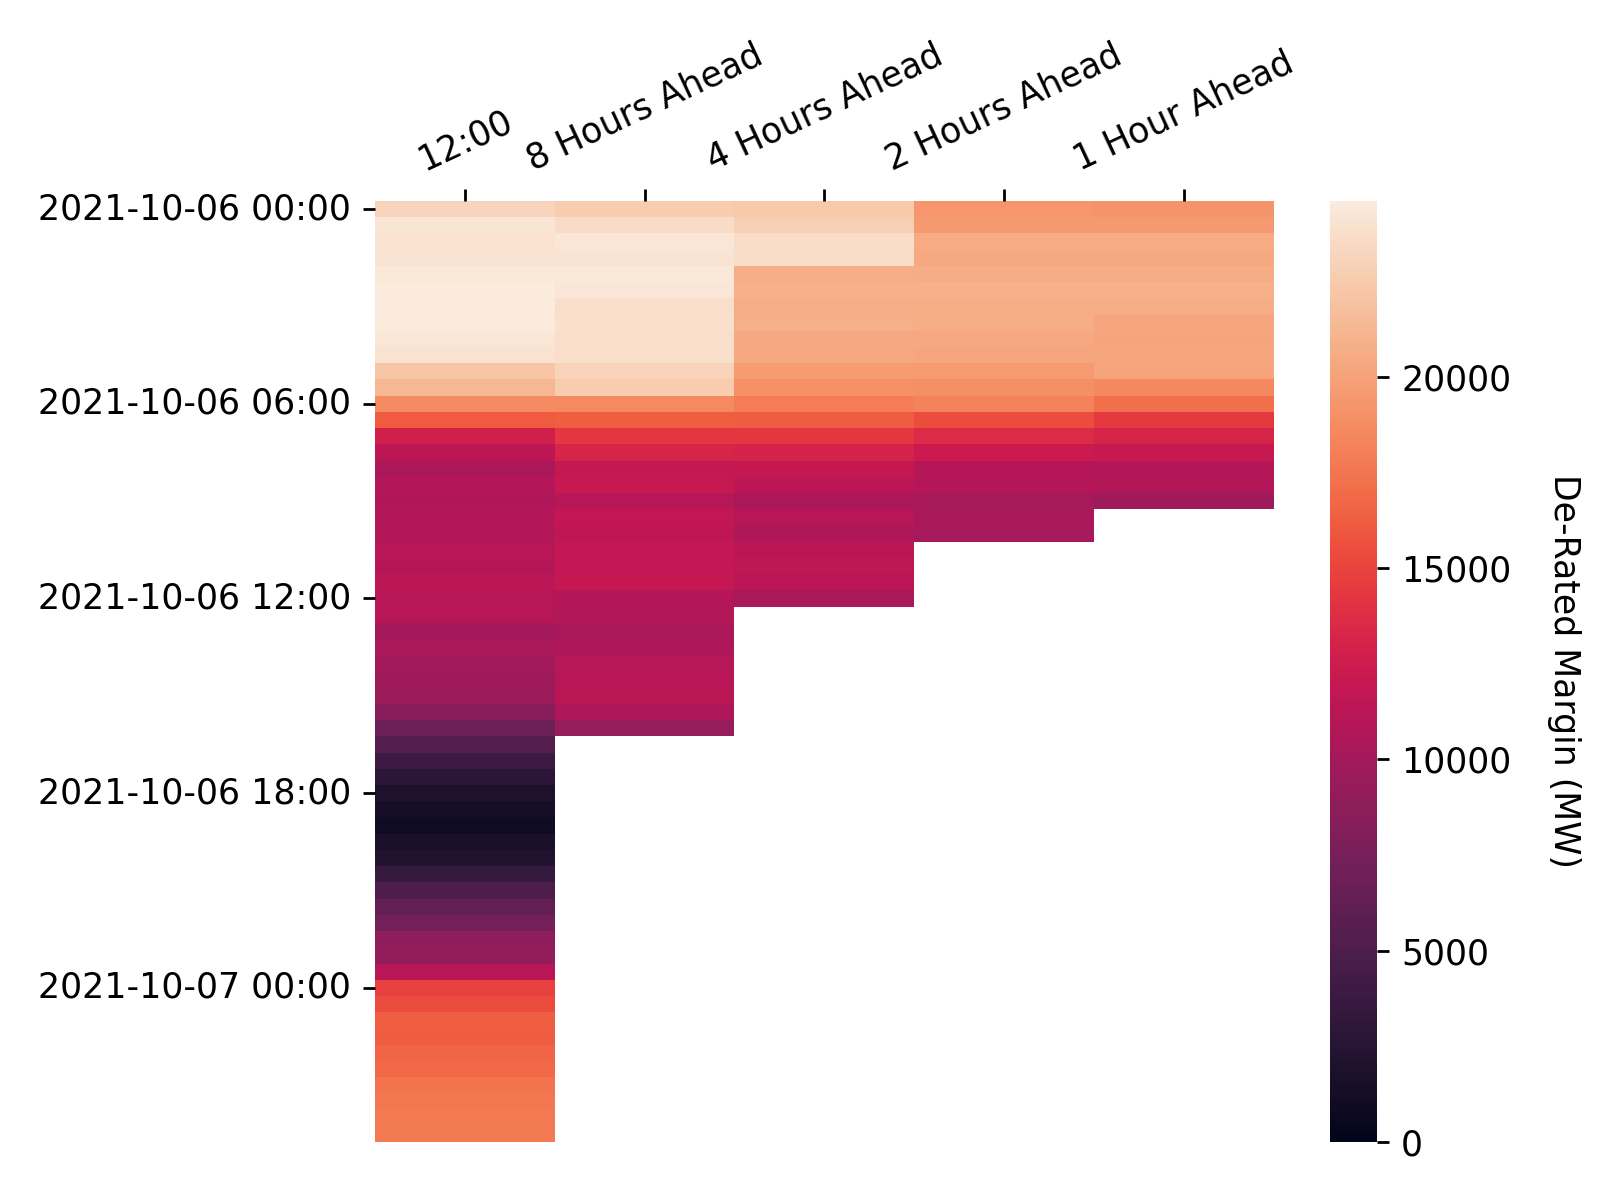 12:00
8 Hours Ahead
4 Hours Ahead
2 Hours Ahead
1 Hour Ahead
2021-10-06 00:00
2021-10-06 06:00
2021-10-06 12:00
2021-10-06 18:00
2021-10-07 00:00
20000
15000
10000
5000
0
De-Rated Margin (MW)